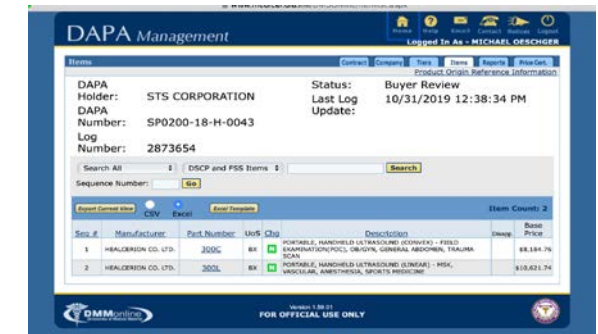 DAPA Management
Home Help Email Contact Notices Logout
Logged In As - MICHAEL OESCHGER
Items
Contract Company Tiers Items Reports Price Cert.
Product Origin Reference Information
DAPA Holder: STS CORPORATION
Status: Buyer Review
DAPA Number: SP0200-18-H-0043
Last Log Update: 10/31/2019 12:38:34 PM
Log Number: 2873654
Search All DSCP and FSS Items Search
Sequence Number: Go
Export Current View CSV Excel Excel Template Item Count: 2
Seq # Manufacturer Part Number UoS Chg Description Base Price
1 HEALCERION CO. LTD. 300C BX N PORTABLE, HANDHELD ULTRASOUND (CONVEX) - FIELD EXAMINATION(POC), OB/GYN, GENERAL ABDOMEN, TRAUMA SCAN $8,184.76
2 HEALCERION CO. LTD. 300L BX N PORTABLE, HANDHELD ULTRASOUND (LINEAR) - MSK, VASCULAR, ANESTHESIA, SPORTS MEDICINE $10,621.74
DMMonline
FOR OFFICIAL USE ONLY